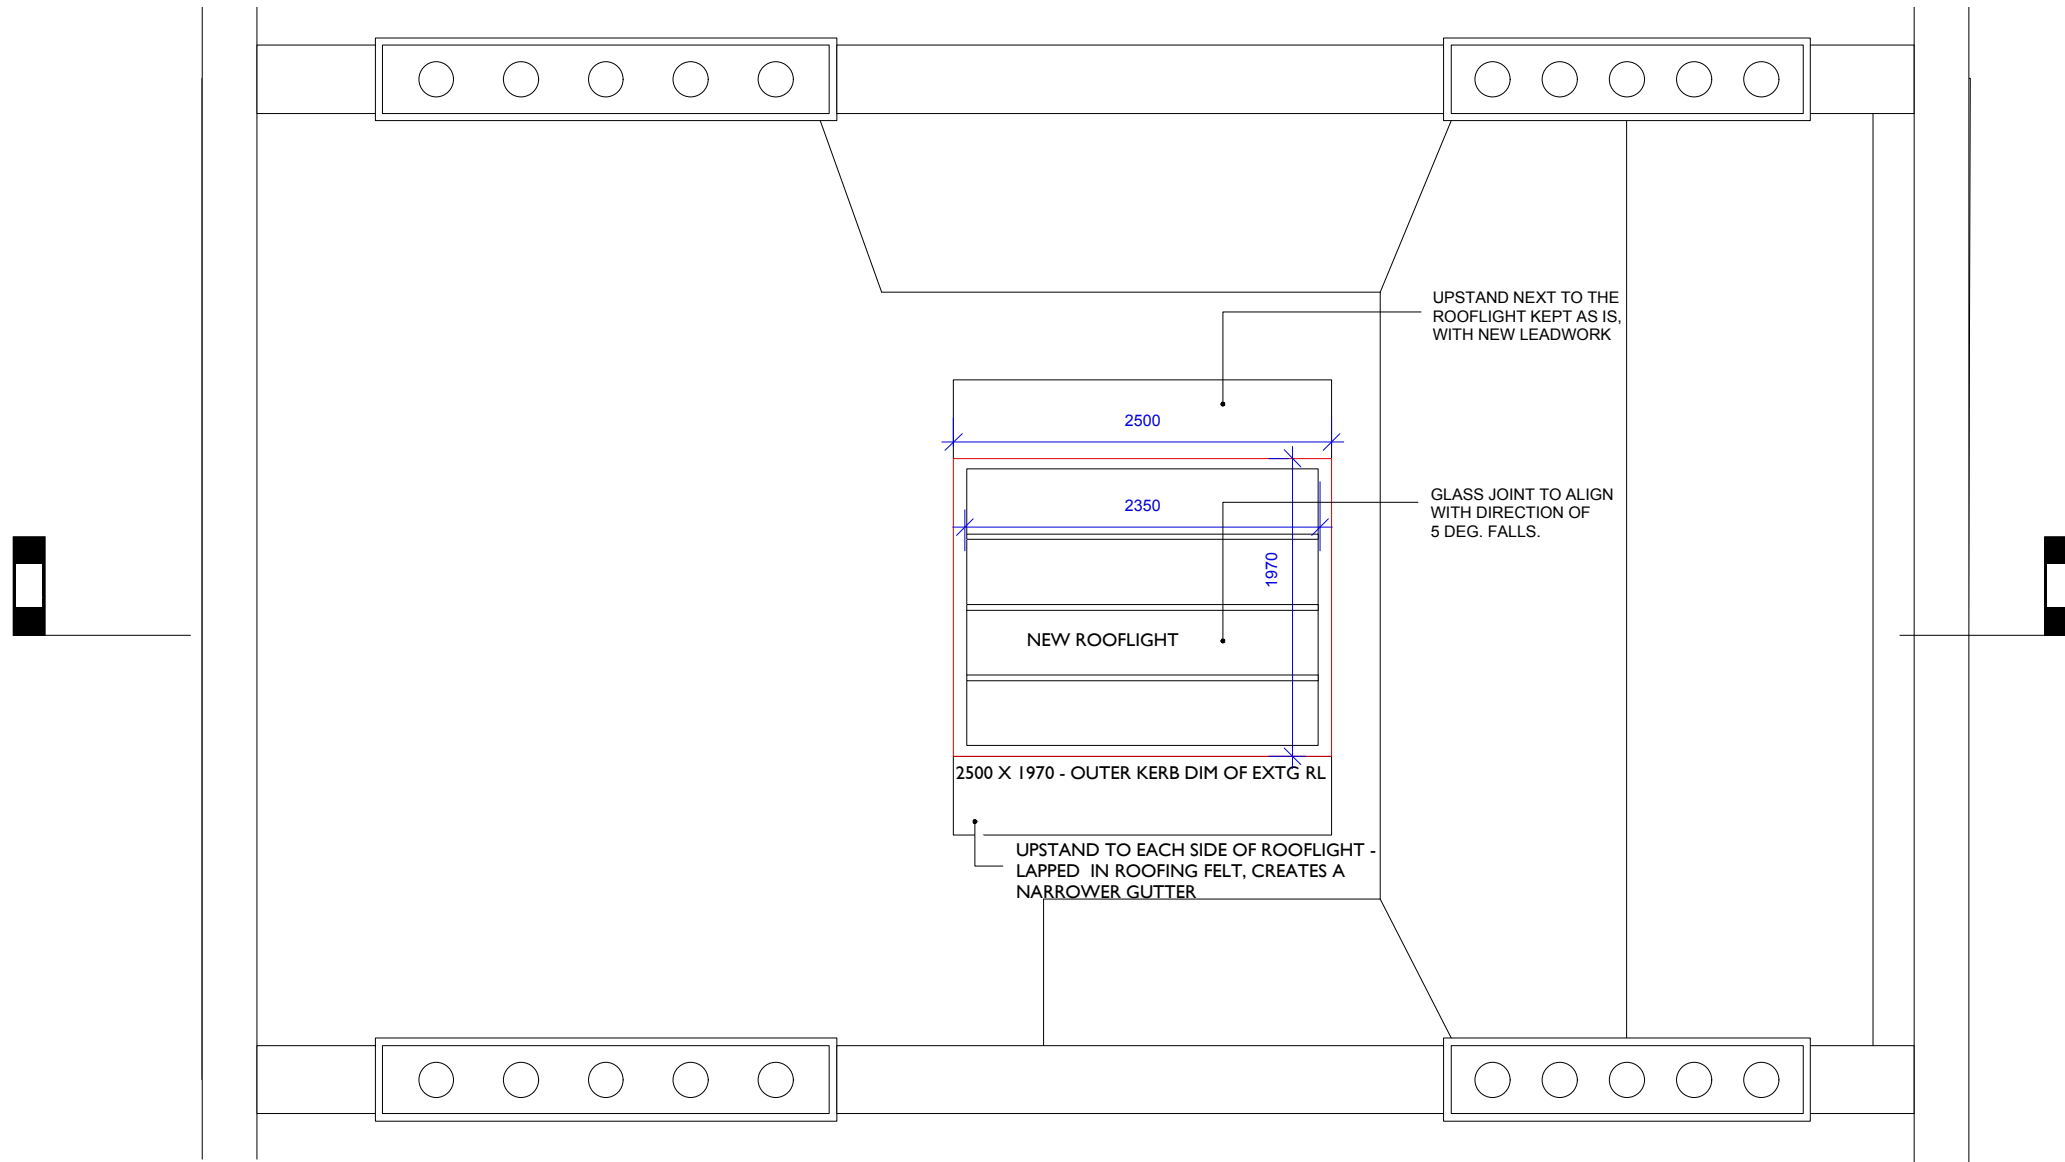 UPSTAND NEXT TO THE
ROOFLIGHT KEPT AS IS,
WITH NEW LEADWORK
2500
2350
GLASS JOINT TO ALIGN
WITH DIRECTION OF
5 DEG. FALLS.
1970
NEW ROOFLIGHT
2500 X 1970 - OUTER KERB DIM OF EXTG RL
UPSTAND TO EACH SIDE OF ROOFLIGHT -
LAPPED IN ROOFING FELT, CREATES A
NARROWER GUTTER